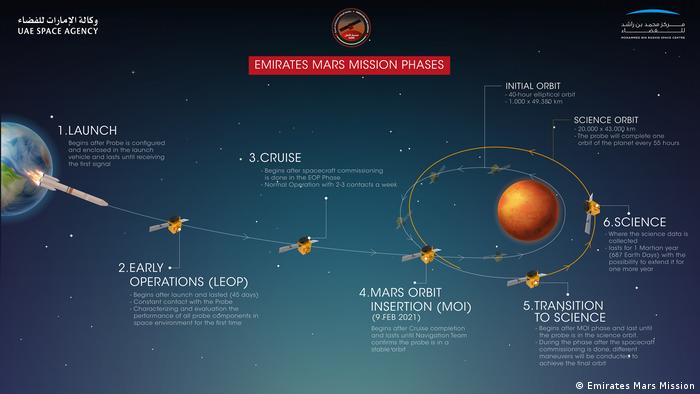 وكالة الإمارات للفضاء
UAE SPACE AGENCY
مركز محمد بن راشد
للفضاء
MOHAMMED BIN RASHID SPACE CENTRE
EMIRATES MARS MISSION PHASES
1.LAUNCH
Begins after Probe is configured
and enclosed in the launch
vehicle and lasts until receiving
the first signal
2.EARLY
OPERATIONS (LEOP)
- Begins after launch and lasted (45 days)
- Constant contact with the Probe
- Characterizing and evaluation the
performance of all probe components in
space environment for the first time
3.CRUISE
- Begins after spacecraft commissioning
is done in the EOP Phase
- Normal Operation with 2-3 contacts a week
4.MARS ORBIT
INSERTION (MOI)
(9 FEB 2021)
Begins after Cruise completion
and lasts until Navigation Team
confirms the probe is in a
stable orbit
INITIAL ORBIT
- 40-hour elliptical orbit
- 1,000 x 49,380 km
SCIENCE ORBIT
- 20,000 x 43,000 km
- The probe will complete one
orbit of the planet every 55 hours
5.TRANSITION
TO SCIENCE
- Begins after MOI phase and last until
the probe is in the science orbit.
- During the phase after the spacecraft
commissioning is done, different
maneuvers will be conducted to
achieve the final orbit
6.SCIENCE
- Where the science data is
collected
- lasts for 1 Martian year
(687 Earth Days) with the
possibility to extend it for
one more year
© Emirates Mars Mission